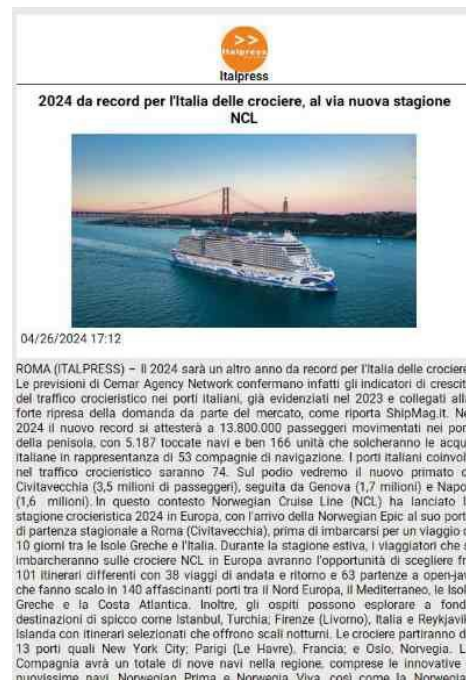 Italpress
Italpress
2024 da record per l'Italia delle crociere, al via nuova stagione
NCL
04/26/2024 17:12
ROMA (ITALPRESS) – Il 2024 sarà un altro anno da record per l'Italia delle crociere
Le previsioni di Cemar Agency Network confermano infatti gli indicatori di crescit
del traffico crocieristico nei porti italiani, già evidenziati nel 2023 e collegati all
forte ripresa della domanda da parte del mercato, come riporta ShipMag.it. Ne
2024 il nuovo record si attesterà a 13.800.000 passeggeri movimentati nei por
della penisola, con 5.187 toccate navi e ben 166 unità che solcheranno le acqu
italiane in rappresentanza di 53 compagnie di navigazione. I porti italiani coinvol
nel traffico crocieristico saranno 74. Sul podio vedremo il nuovo primato d
Civitavecchia (3,5 milioni di passeggeri), seguita da Genova (1,7 milioni) e Napo
(1,6 milioni). In questo contesto Norwegian Cruise Line (NCL) ha lanciato l
stagione crocieristica 2024 in Europa, con l'arrivo della Norwegian Epic al suo port
di partenza stagionale a Roma (Civitavecchia), prima di imbarcarsi per un viaggio d
10 giorni tra le Isole Greche e l'Italia. Durante la stagione estiva, i viaggiatori che s
imbarcheranno sulle crociere NCL in Europa avranno l'opportunità di scegliere fr
101 itinerari differenti con 38 viaggi di andata e ritorno e 63 partenze a open-jaw
che fanno scalo in 140 affascinanti porti tra il Nord Europa, il Mediterraneo, le Isol
Greche e la Costa Atlantica. Inoltre, gli ospiti possono esplorare a fond
destinazioni di spicco come Istanbul, Turchia; Firenze (Livorno), Italia e Reykjavik
Islanda con itinerari selezionati che offrono scali notturni. Le crociere partiranno d
13 porti quali New York City; Parigi (Le Havre), Francia; e Oslo, Norvegia. L
Compagnia avrà un totale di nove navi nella regione, comprese le innovative
nuovissime navi, Norwegian Prima e Norwegia Viva, così come la Norwegia